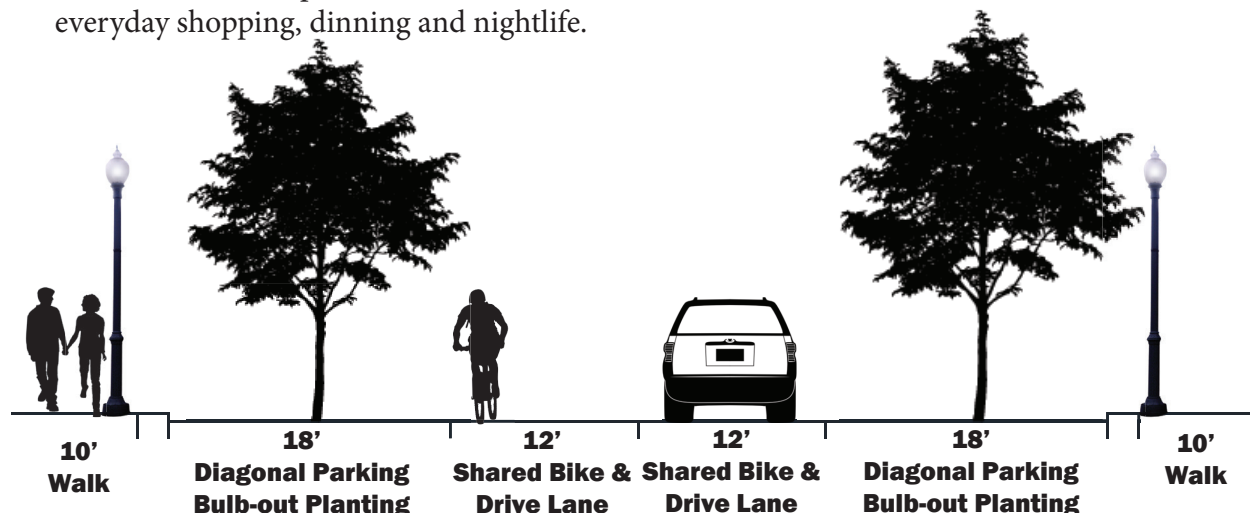 everyday shopping, dinning and nightlife.
10’
Walk
18’
Diagonal Parking
Bulb-out Planting
12’
Shared Bike &
Drive Lane
12’
Shared Bike &
Drive Lane
18’
Diagonal Parking
Bulb-out Planting
10’
Walk